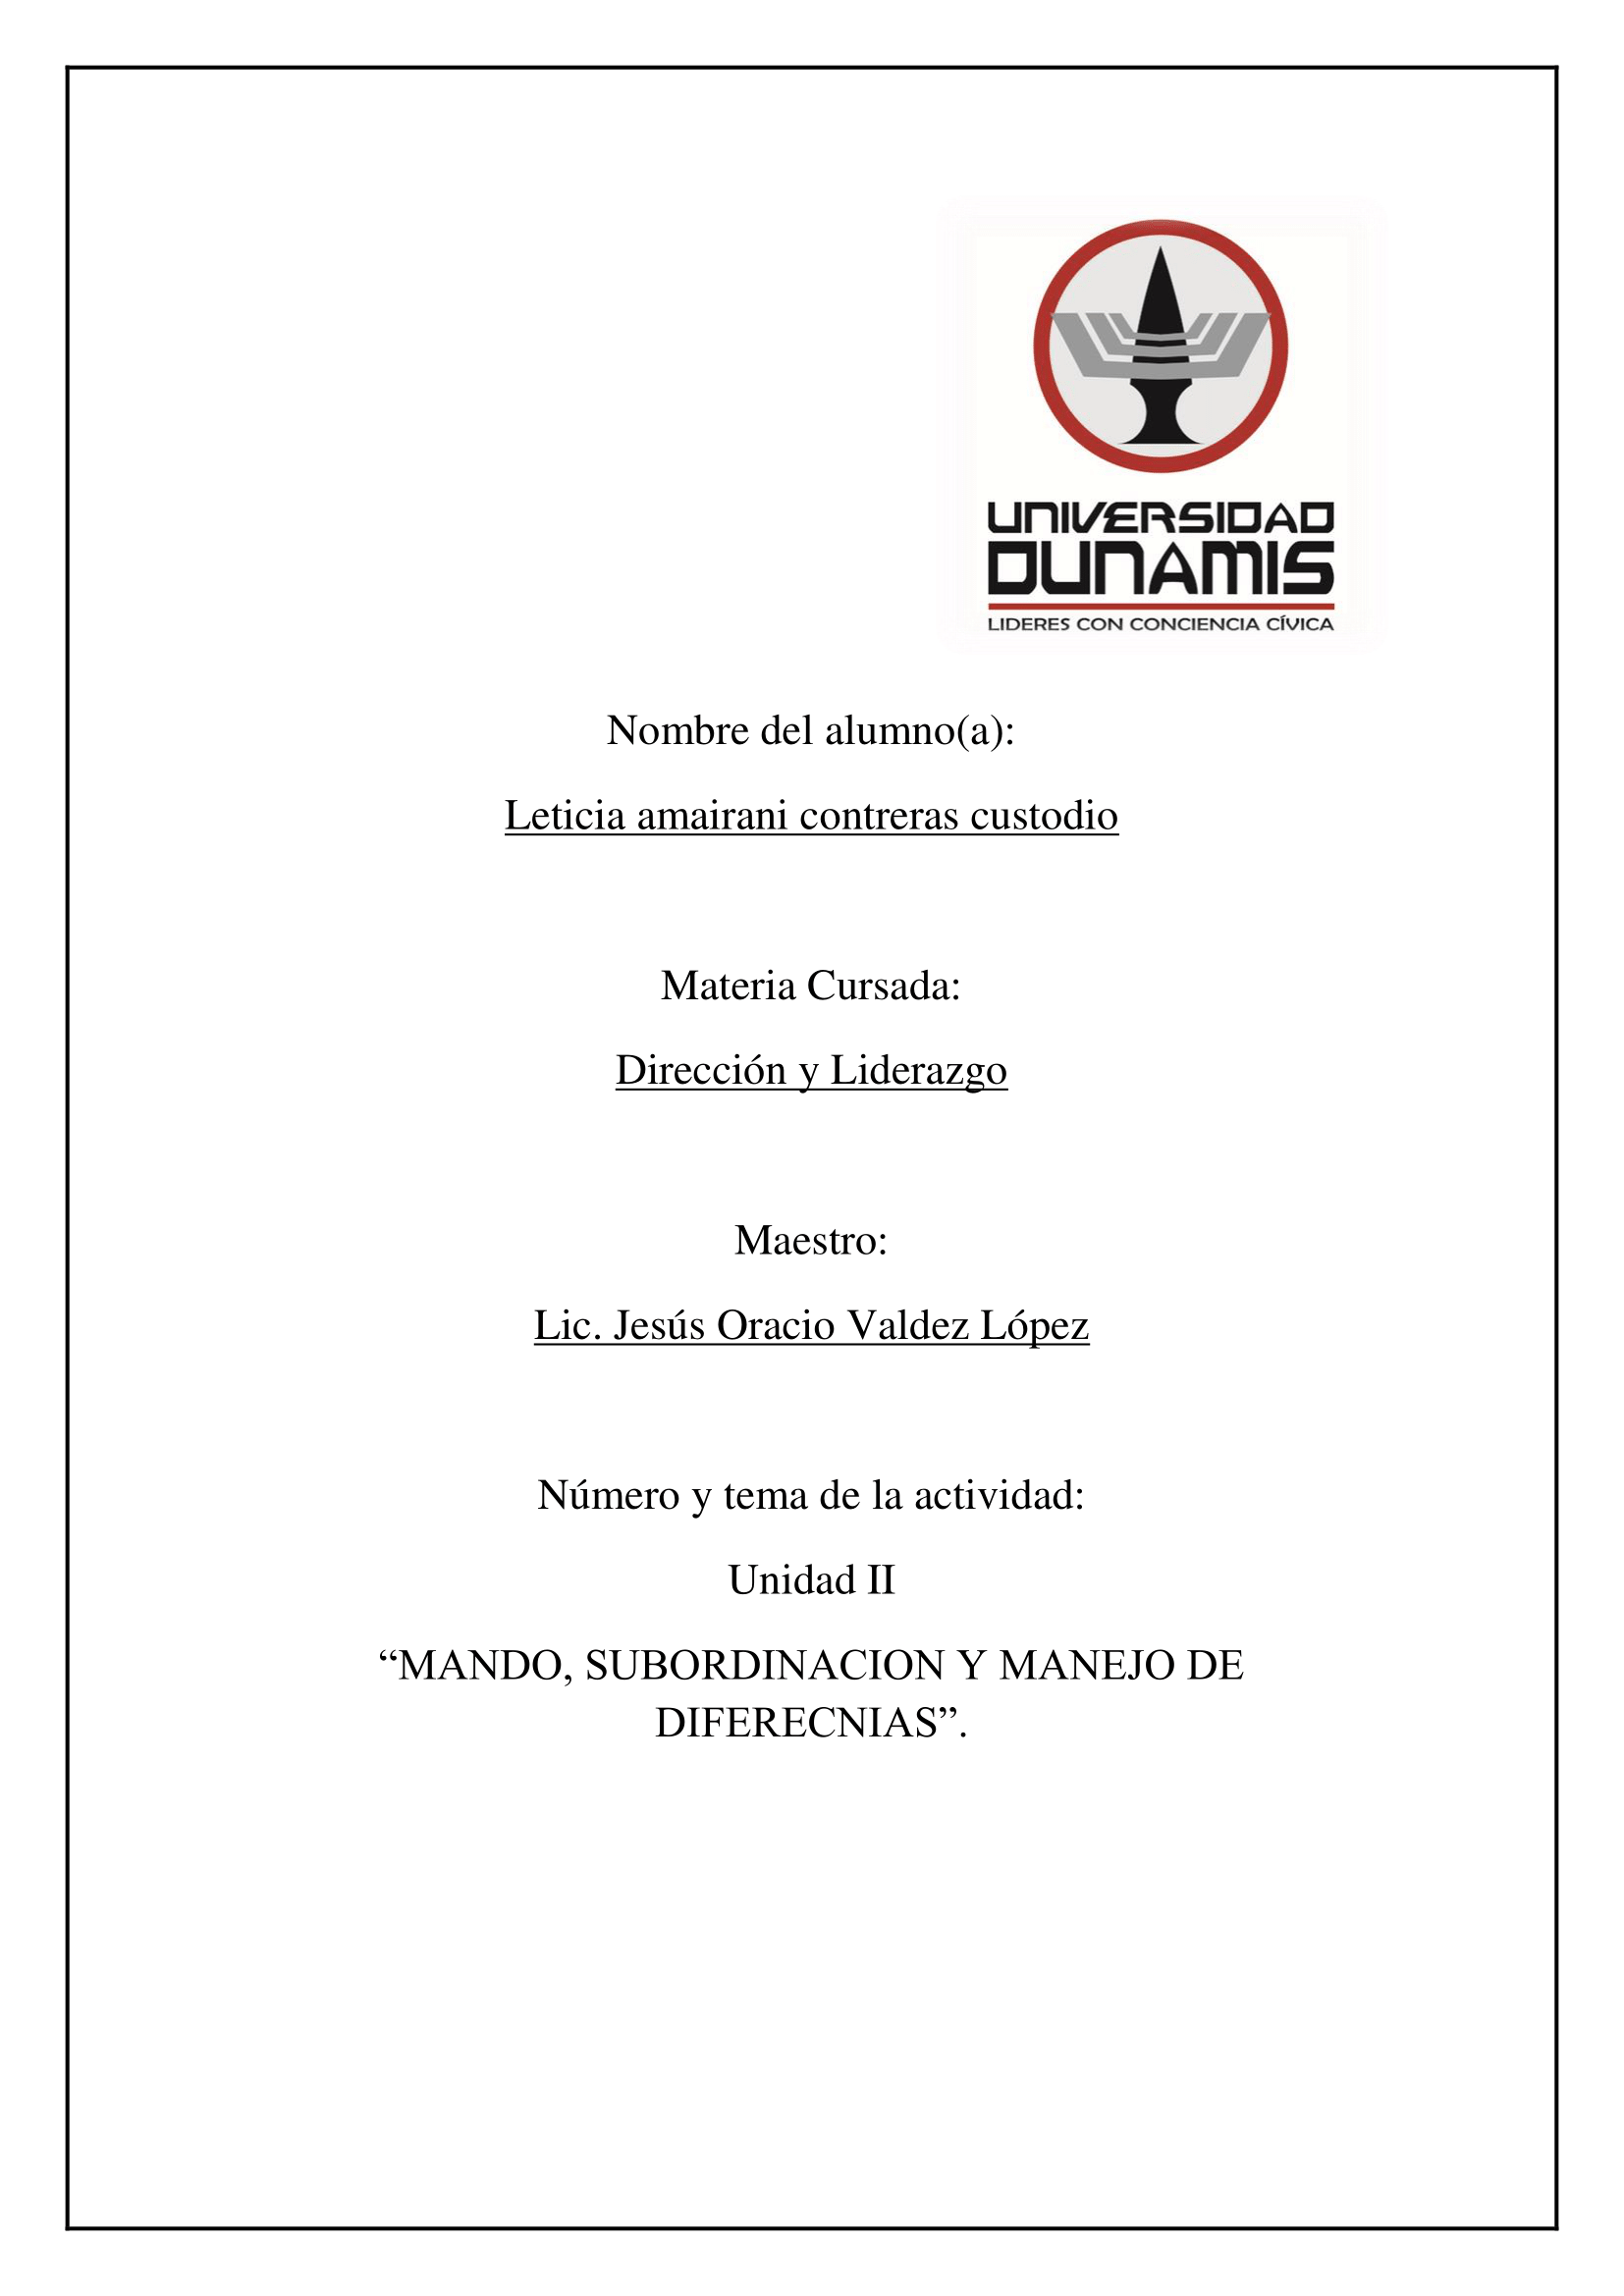 UNIVERSIDAD
DUNAMIS
LIDERES CON CONCIENCIA CÍVICA
Nombre del alumno(a):
Leticia amairani contreras custodio
Materia Cursada:
Dirección y Liderazgo
Maestro:
Lic. Jesús Oracio Valdez López
Número y tema de la actividad:
Unidad II
“MANDO, SUBORDINACION Y MANEJO DE
DIFERECNIAS”.